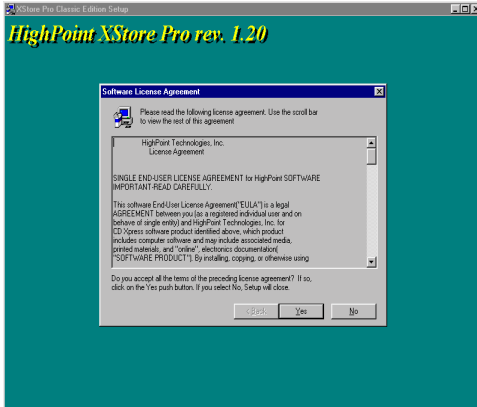 XStore Pro Classic Edition Setup
HighPoint XStore Pro rev. 1.20
Software License Agreement
Please read the following license agreement. Use the scroll bar
to view the rest of this agreement
HighPoint Technologies, Inc.
License Agreement
SINGLE END-USER LICENSE AGREEMENT for HighPoint SOFTWARE
IMPORTANT-READ CAREFULLY.
This software End-User License Agreement("EULA") is a legal
AGREEMENT between you (as a registered individual user and on
behave of single entity) and HighPoint Technologies, Inc. for
CD Xpress software product identified above, which product
includes computer software and may include associated media,
printed materials, and "online", electronics documentation(
"SOFTWARE PRODUCT"). By installing, copying, or otherwise using
Do you accept all the terms of the preceding license agreement? If so,
click on the Yes push button. If you select No, Setup will close.
< Back Yes No